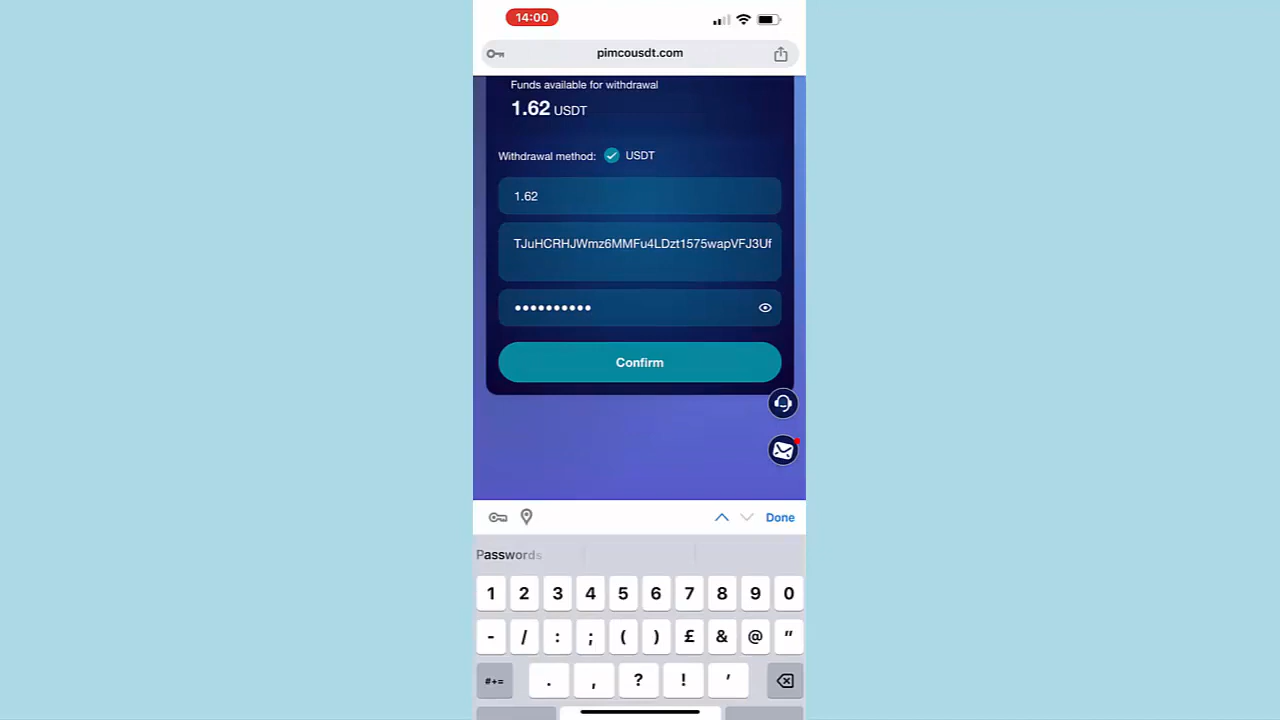 14:00
pimcousdt.com
Funds available for withdrawal
1.62 USDT
Withdrawal method: USDT
1.62
TJuHCRHJWmz6MMFu4LDzt1575wapVFJ3Uf
••••••••••
Confirm
Done
Passwords
1 2 3 4 5 6 7 8 9 0
- / : ; ( ) £ & @ "
#+= . , ? ! '